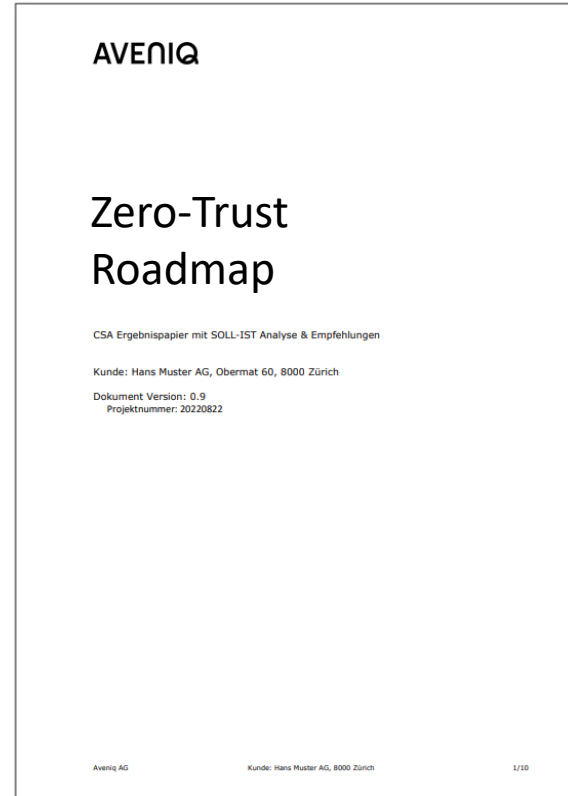 AVENIQ
Zero-Trust
Roadmap
CSA Ergebnispapier mit SOLL-IST Analyse & Empfehlungen
Kunde: Hans Muster AG, Obermat 60, 8000 Zürich
Dokument Version: 0.9
Projektnummer: 20220822
Aveniq AG Kunde: Hans Muster AG, 8000 Zürich 1/10